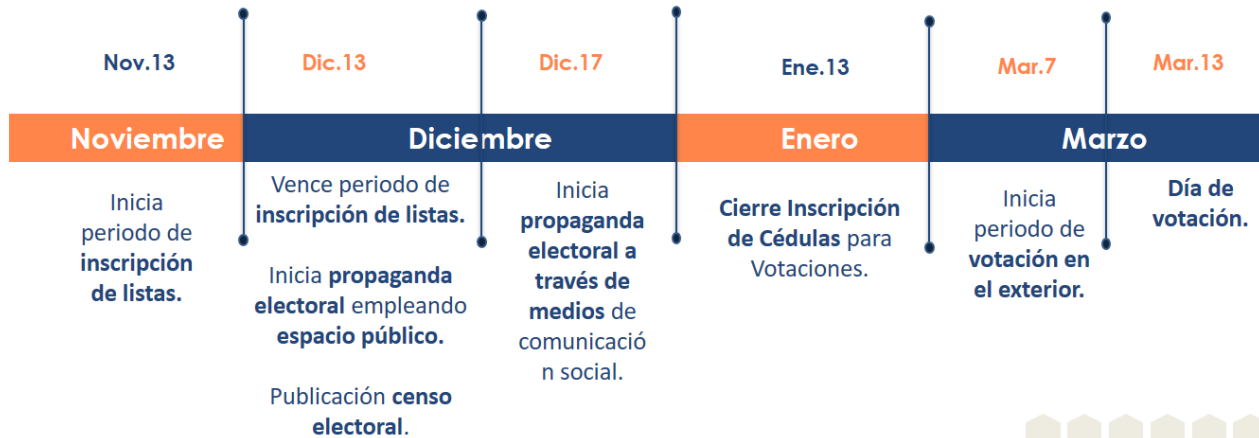 Nov.13
Dic.13
Dic.17
Ene.13
Mar.7
Mar.13
Noviembre
Diciembre
Enero
Marzo
Inicia
periodo de
inscripción
de listas.
Vence periodo de
inscripción de listas.
Inicia propaganda
electoral empleando
espacio público.
Publicación censo
electoral.
Inicia
propaganda
electoral a
través de
medios de
comunicació
n social.
Cierre Inscripción
de Cédulas para
Votaciones.
Inicia
periodo de
votación en
el exterior.
Día de
votación.